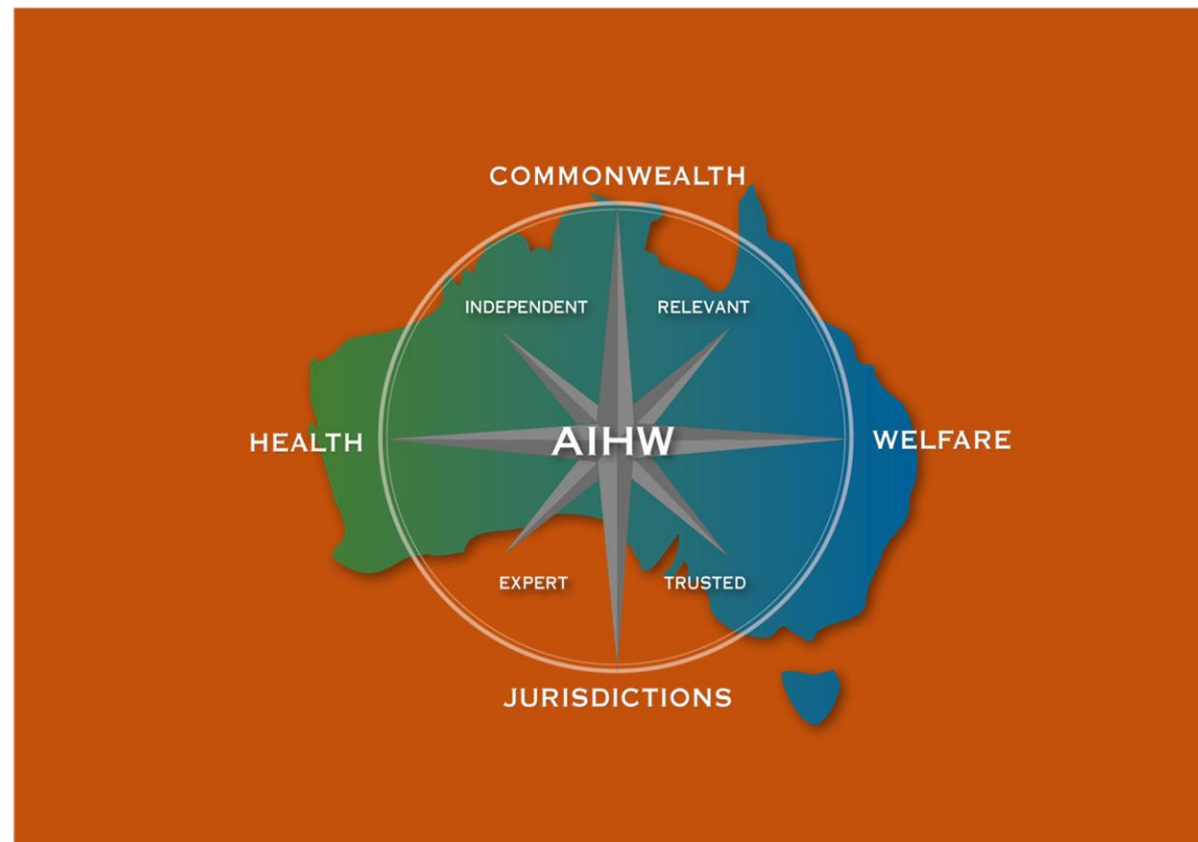 COMMONWEALTH
INDEPENDENT RELEVANT
HEALTH AIHW WELFARE
EXPERT TRUSTED
JURISDICTIONS